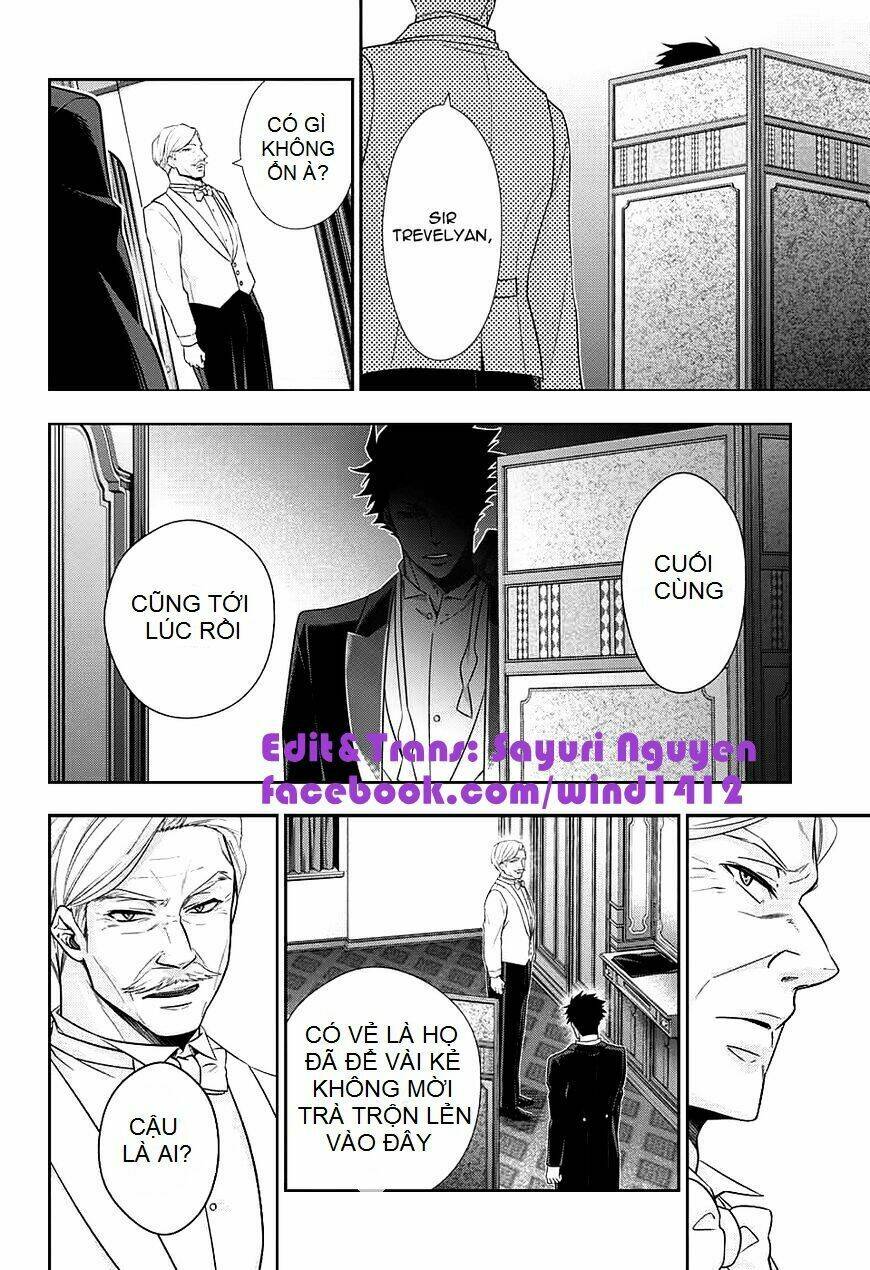 SIR
TREVELYAN,
CÓ GÌ
KHÔNG
ỔN À?
CUỐI
CÙNG
CŨNG TỚI
LÚC RỒI
Edit&Trans: Sayuri Nguyen
facebook.com/wind1412
CÓ VẺ LÀ HỌ
ĐÃ ĐỂ VÀI KẺ
KHÔNG MỜI
TRÀ TRỘN LẺN
VÀO ĐÂY
CẬU
LÀ AI?